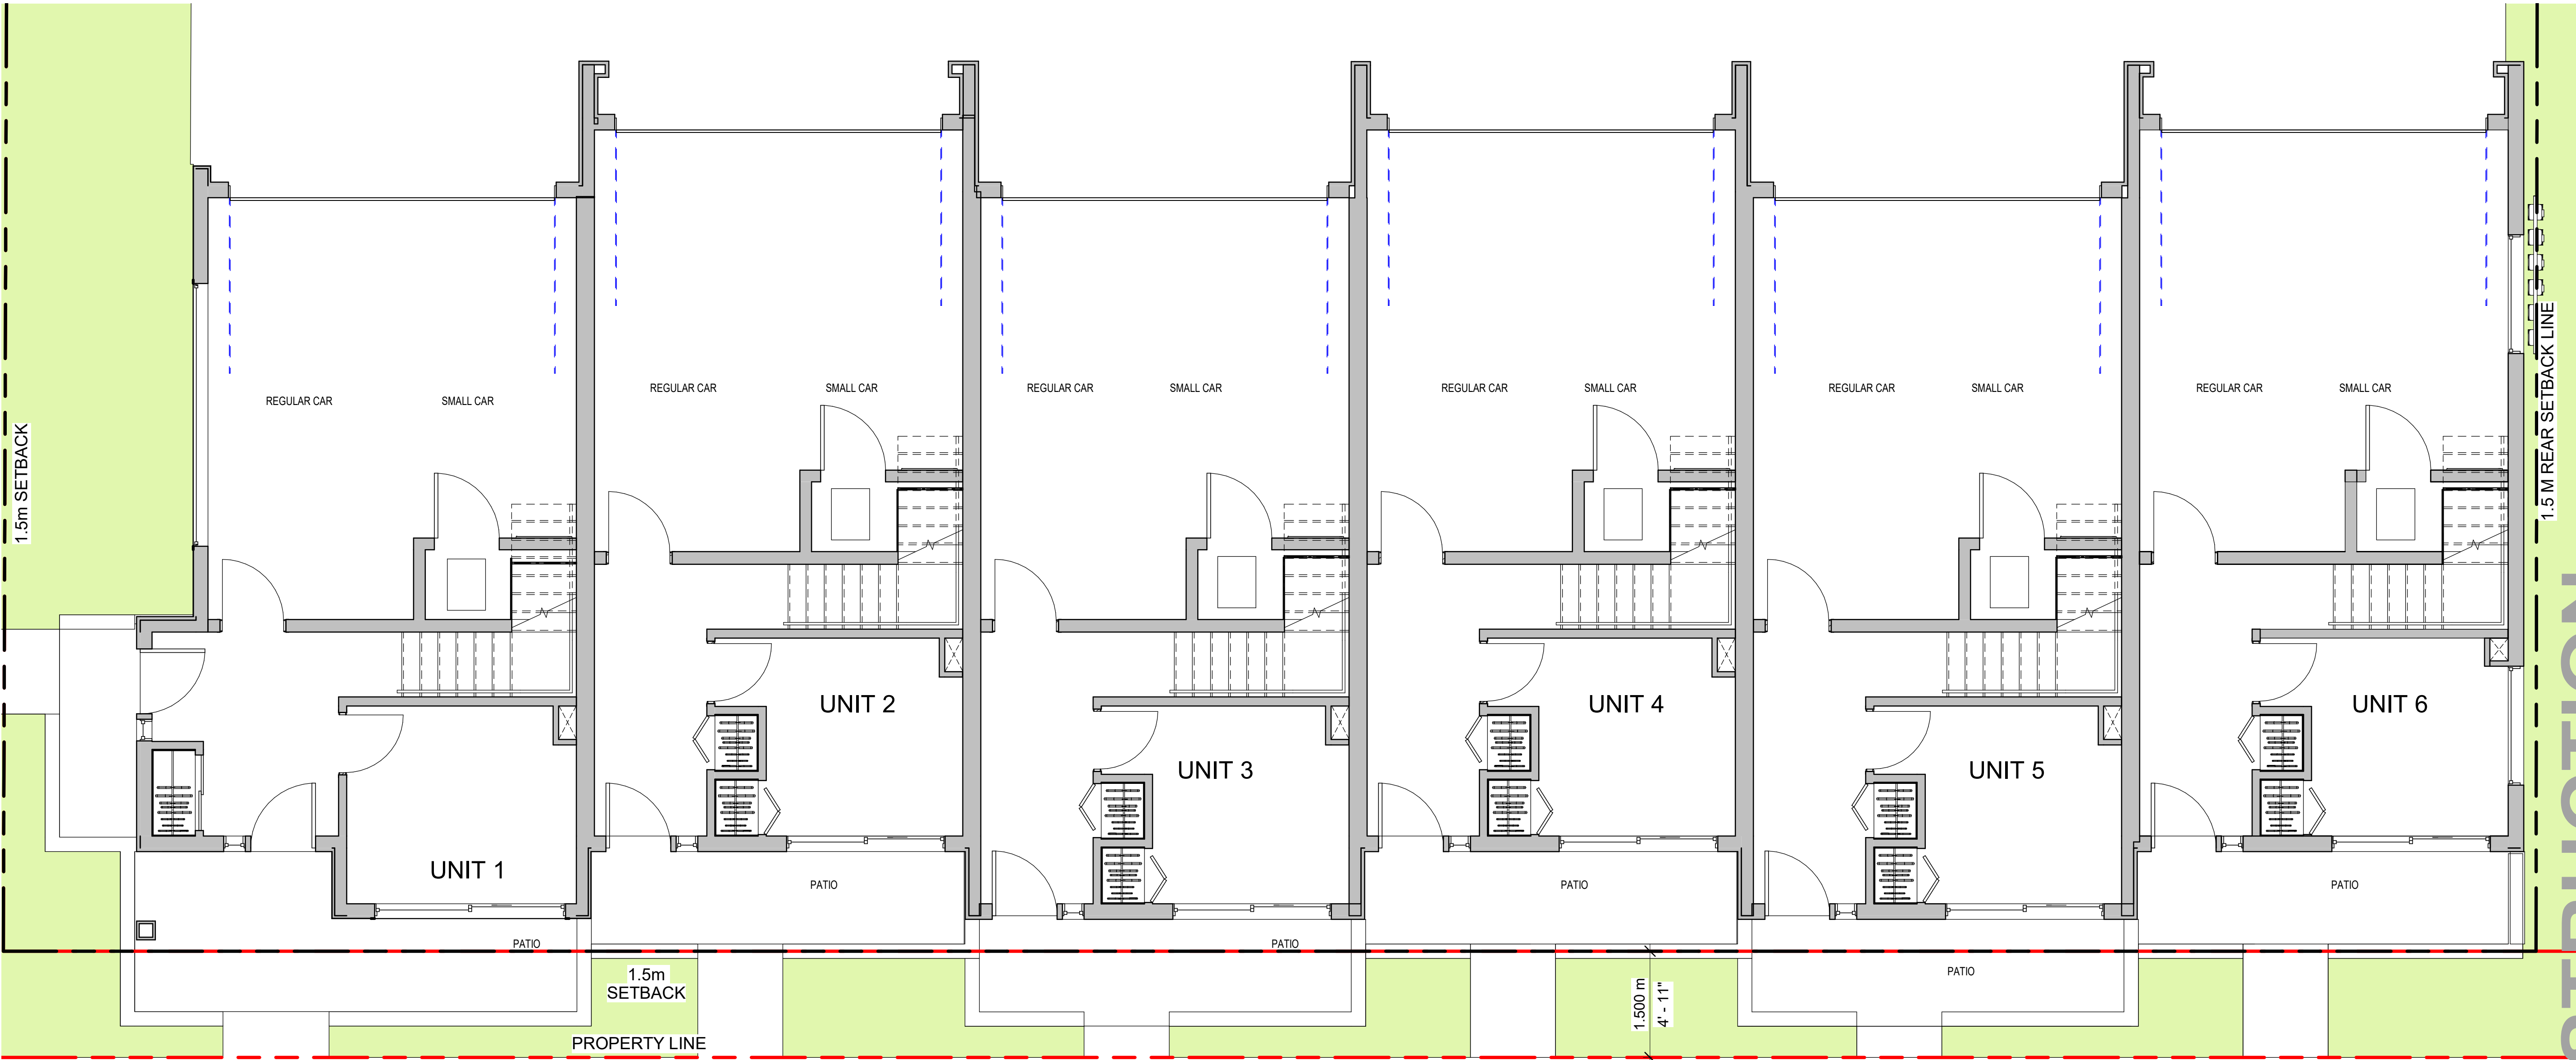 REGULAR CAR
SMALL CAR
REGULAR CAR
SMALL CAR
REGULAR CAR
SMALL CAR
REGULAR CAR
SMALL CAR
REGULAR CAR
SMALL CAR
REGULAR CAR
SMALL CAR
1.5m SETBACK
1.5 M REAR SETBACK LINE
UNIT 1
UNIT 2
UNIT 3
UNIT 4
UNIT 5
UNIT 6
PATIO
PATIO
PATIO
PATIO
PATIO
PATIO
1.5m
SETBACK
1.500 m
4' - 11"
PROPERTY LINE